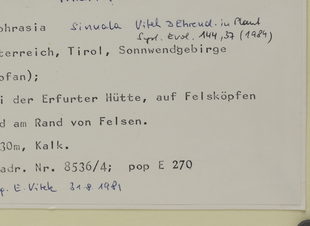 phrasia sinuata Vitek & Ehrend. in Plant
Syst. Evol. 144, 37 (1984)
terreich, Tirol, Sonnwendgebirge
ofan);
i der Erfurter Hütte, auf Felsköpfen
d am Rand von Felsen.
30m, Kalk.
adr. Nr. 8536/4; pop E 270
p. E. Vitek 31.8.1981